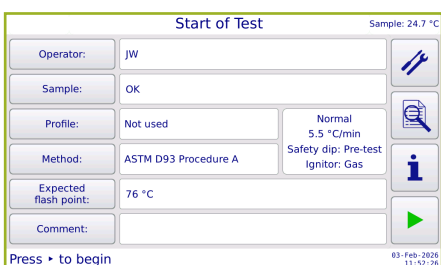 Start of Test
Sample: 24.7 °C
Operator:
JW
Sample:
OK
Profile:
Not used
Normal
5.5 °C/min
Safety dip: Pre-test
Ignitor: Gas
Method:
ASTM D93 Procedure A
Expected
flash point:
76 °C
Comment:
Press ▸ to begin
03-Feb-2026
11:52:26